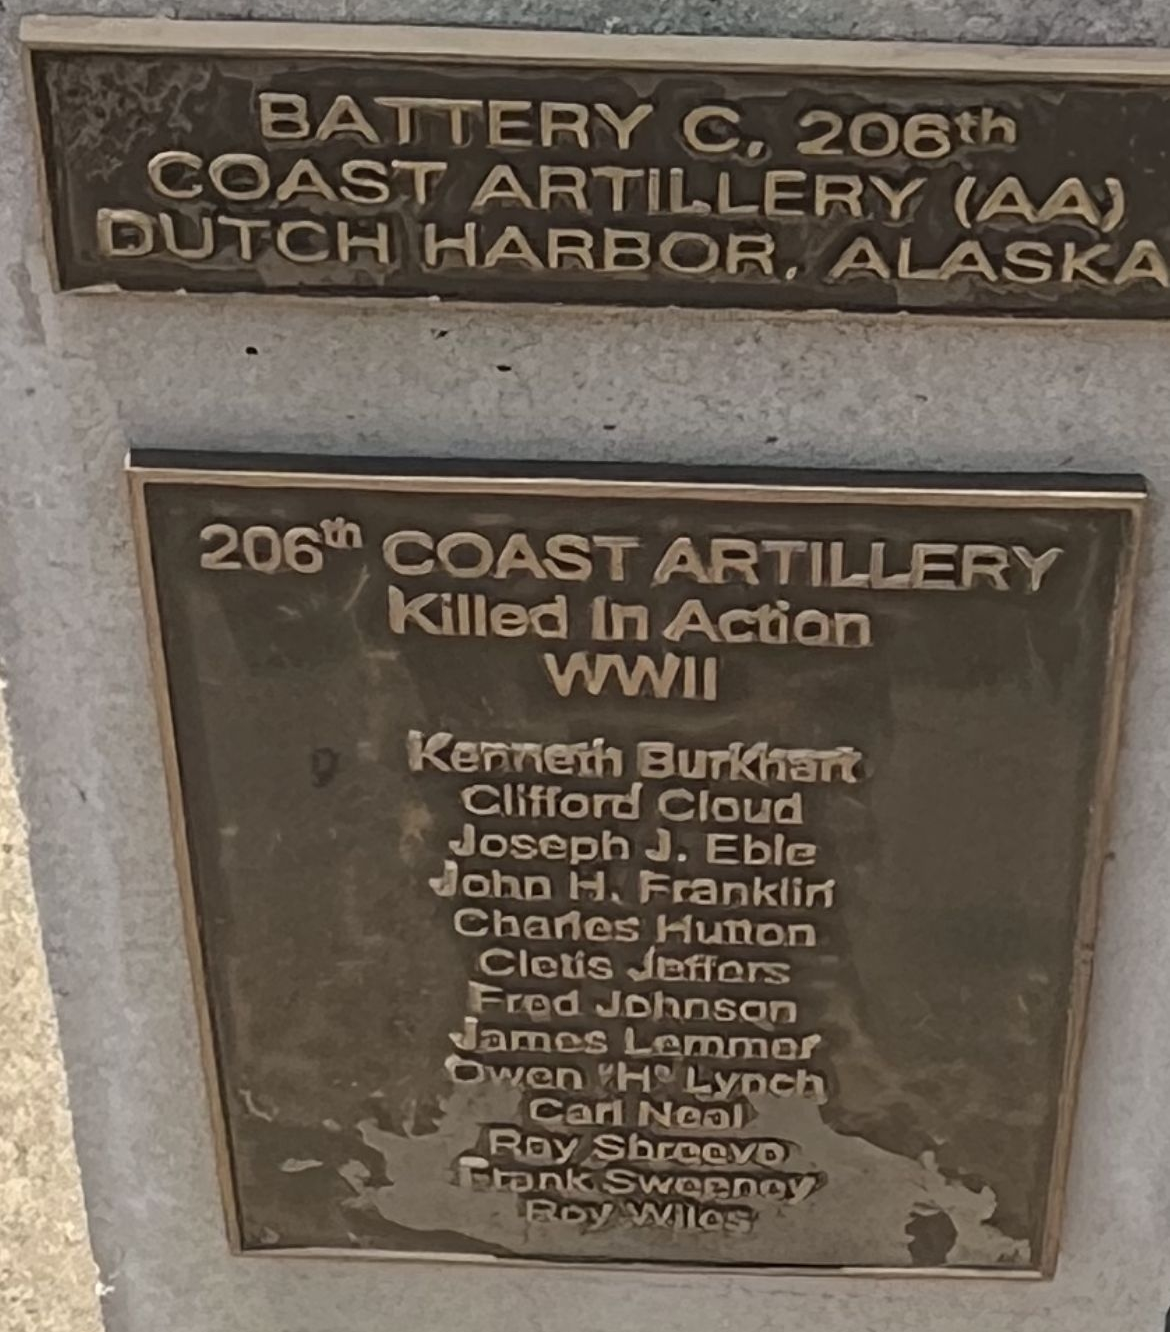 BATTERY C, 206th
COAST ARTILLERY (AA)
DUTCH HARBOR, ALASKA
206th COAST ARTILLERY
Killed In Action
WWII
Kenneth Burkhart
Clifford Cloud
Joseph J. Eble
John H. Franklin
Charles Hutton
Cletis Jeffers
Fred Johnson
James Lemmer
Owen "H" Lynch
Carl Neal
Roy Shreeve
Frank Sweeney
Roy Wiles